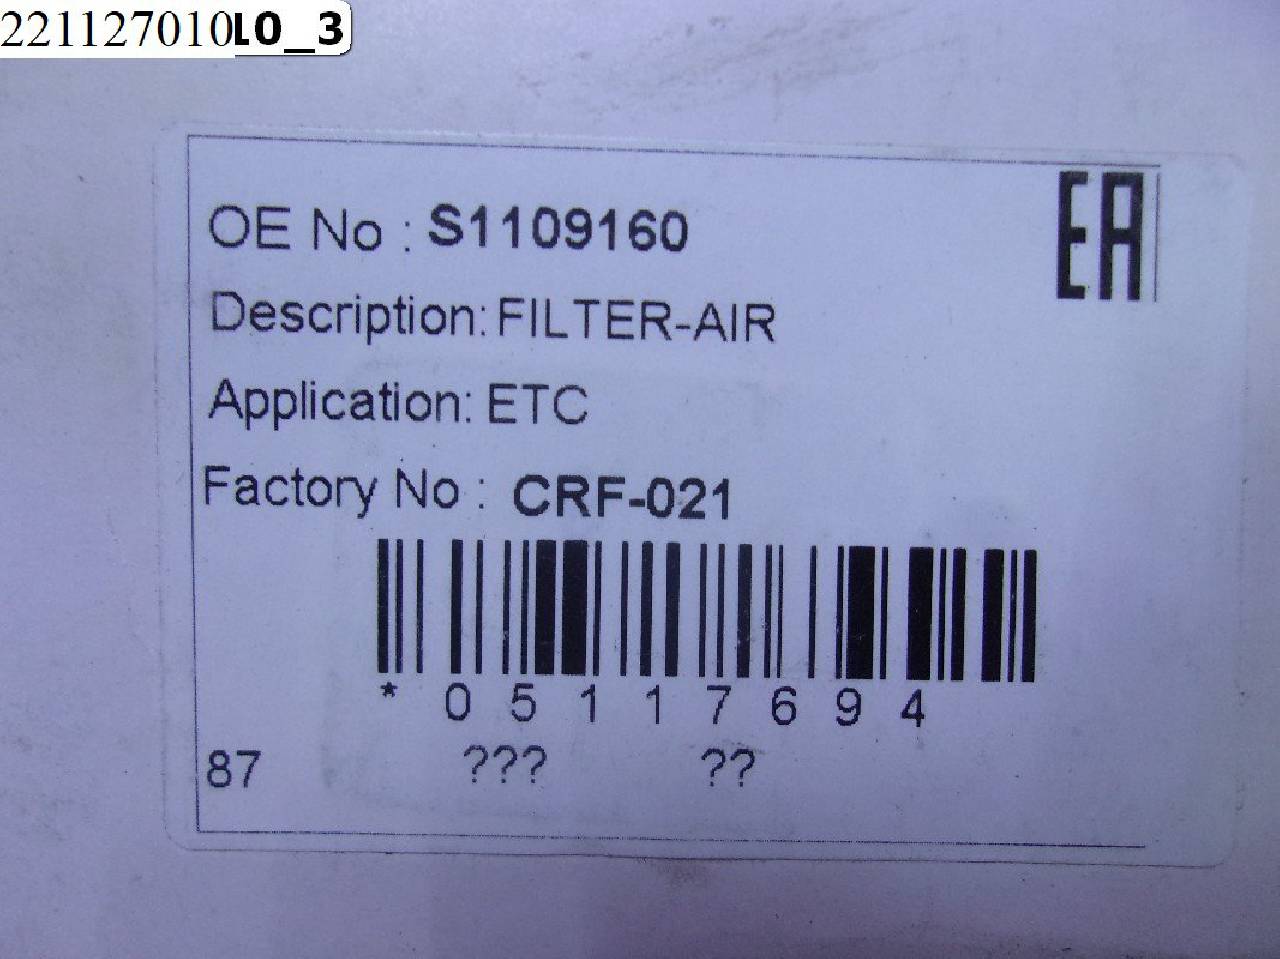 221127010LO_3
EAC
OE No : S1109160
Description: FILTER-AIR
Application: ETC
Factory No : CRF-021
* 0 5 1 1 7 6 9 4
87 ??? ??